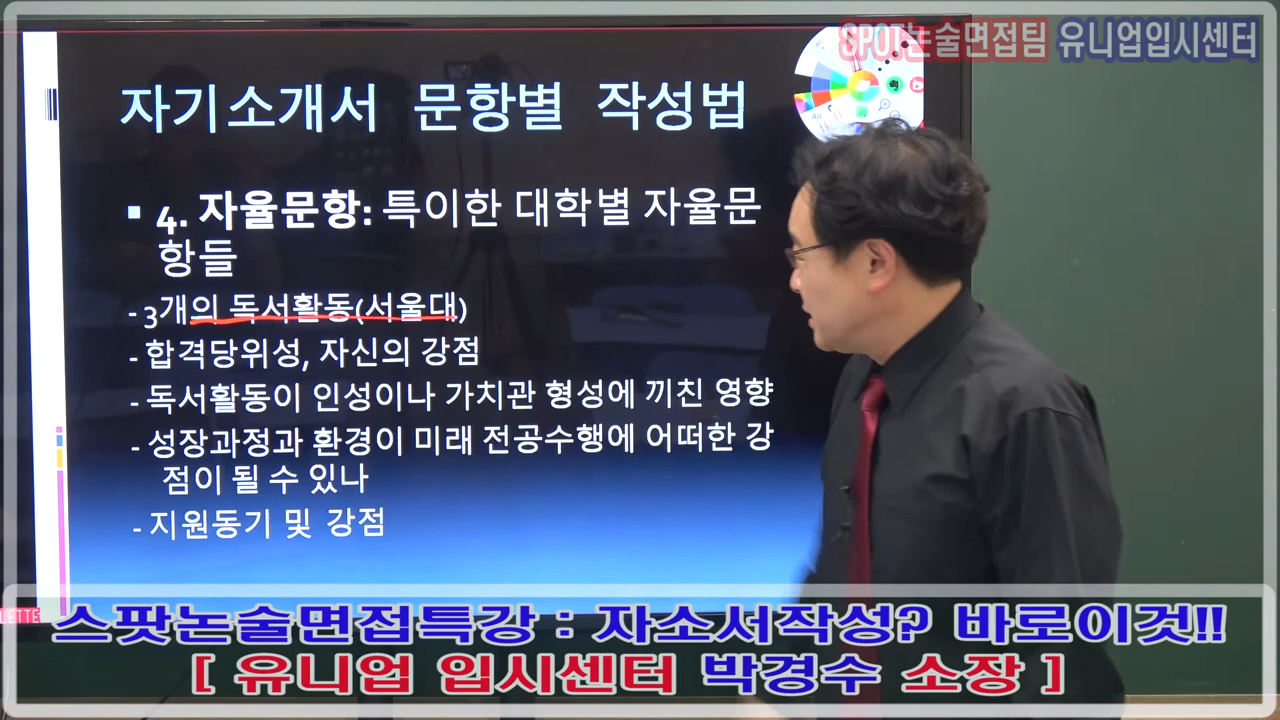 SPOT논술면접팀 유니업입시센터
자기소개서 문항별 작성법
▪ 4. 자율문항: 특이한 대학별 자율문
항들
- 3개의 독서활동(서울대)
- 합격당위성, 자신의 강점
- 독서활동이 인성이나 가치관 형성에 끼친 영향
- 성장과정과 환경이 미래 전공수행에 어떠한 강
점이 될 수 있나
- 지원동기 및 강점
LETTE
스팟논술면접특강 : 자소서작성? 바로이것!!
[ 유니업 입시센터 박경수 소장 ]